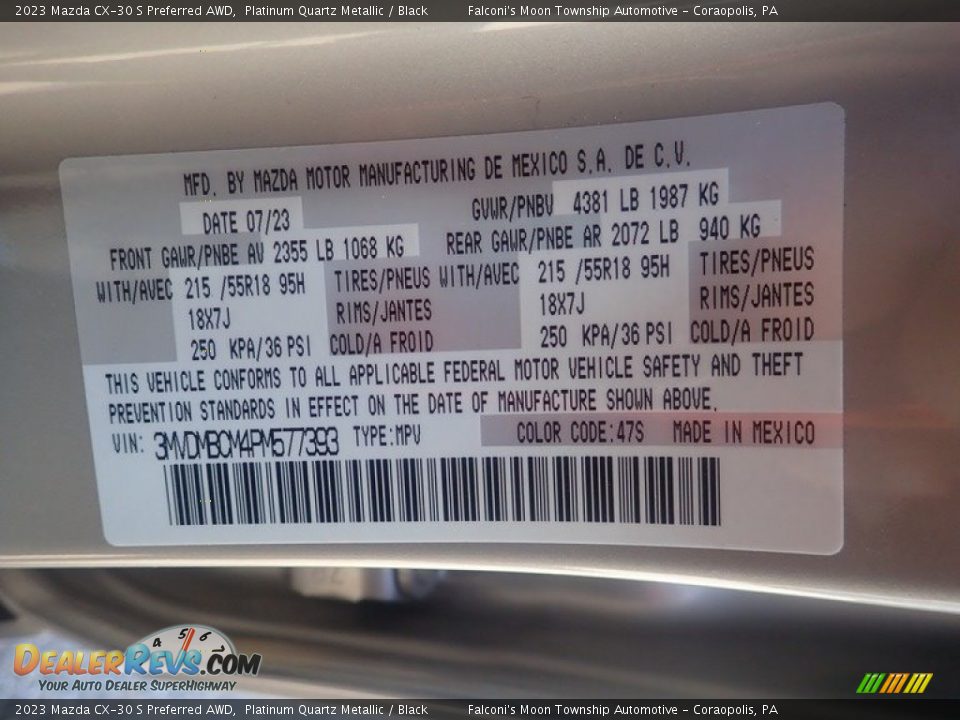 2023 Mazda CX-30 S Preferred AWD, Platinum Quartz Metallic / Black Falconi's Moon Township Automotive - Coraopolis, PA
MFD. BY MAZDA MOTOR MANUFACTURING DE MEXICO S.A. DE C.V.
DATE 07/23 GVWR/PNBV 4381 LB 1987 KG
FRONT GAWR/PNBE AV 2355 LB 1068 KG REAR GAWR/PNBE AR 2072 LB 940 KG
WITH/AVEC 215 /55R18 95H TIRES/PNEUS WITH/AVEC 215 /55R18 95H TIRES/PNEUS
18X7J RIMS/JANTES 18X7J RIMS/JANTES
250 KPA/36 PSI COLD/A FROID 250 KPA/36 PSI COLD/A FROID
THIS VEHICLE CONFORMS TO ALL APPLICABLE FEDERAL MOTOR VEHICLE SAFETY AND THEFT
PREVENTION STANDARDS IN EFFECT ON THE DATE OF MANUFACTURE SHOWN ABOVE.
VIN: 3MVDMBCM4PM577393 TYPE:MPV COLOR CODE:47S MADE IN MEXICO
4 5 6
DEALERREVS.COM
YOUR AUTO DEALER SUPERHIGHWAY
2023 Mazda CX-30 S Preferred AWD, Platinum Quartz Metallic / Black Falconi's Moon Township Automotive - Coraopolis, PA